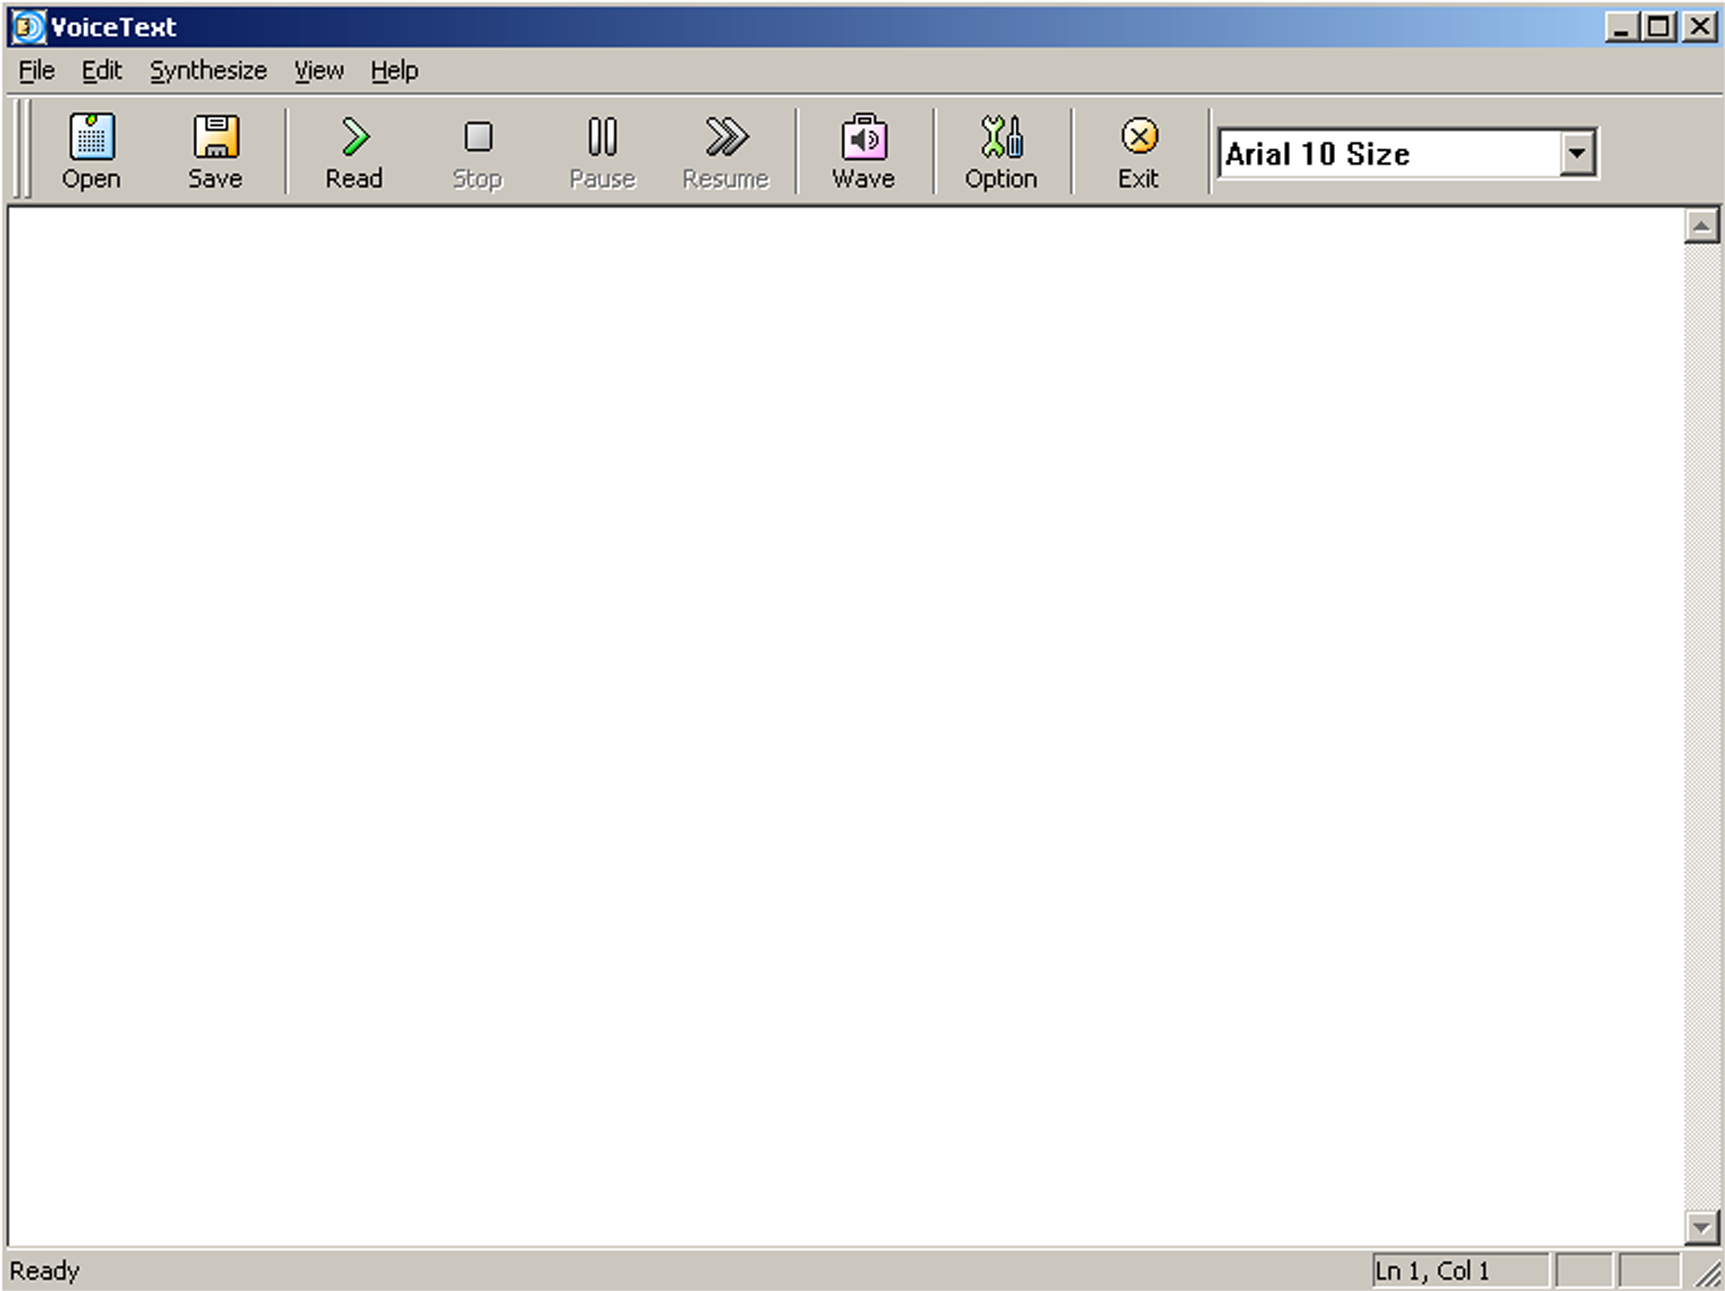 VoiceText
File Edit Synthesize View Help
Open Save Read Stop Pause Resume Wave Option Exit Arial 10 Size
Ready Ln 1, Col 1